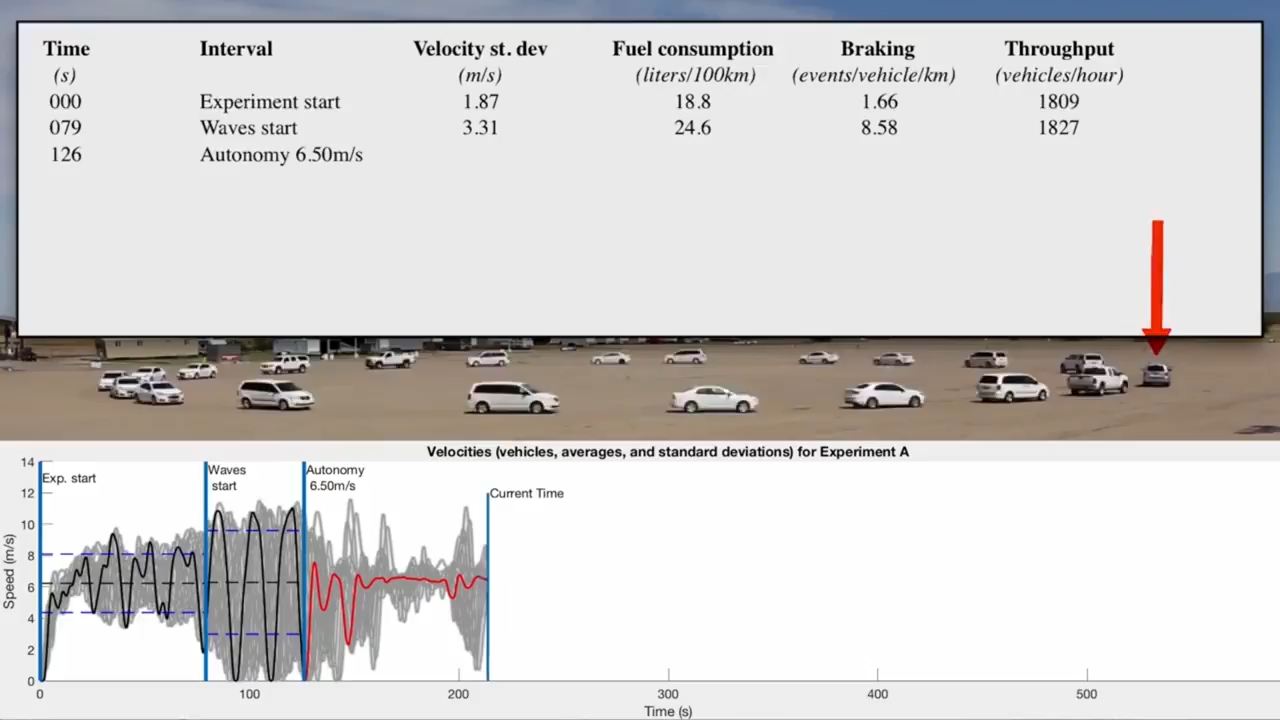 Time Interval Velocity st. dev Fuel consumption Braking Throughput
(s) (m/s) (liters/100km) (events/vehicle/km) (vehicles/hour)
000 Experiment start 1.87 18.8 1.66 1809
079 Waves start 3.31 24.6 8.58 1827
126 Autonomy 6.50m/s
Velocities (vehicles, averages, and standard deviations) for Experiment A
Exp. start
Waves
start
Autonomy
6.50m/s
Current Time
Speed (m/s)
14
12
10
8
6
4
2
0
0 100 200 300 400 500
Time (s)